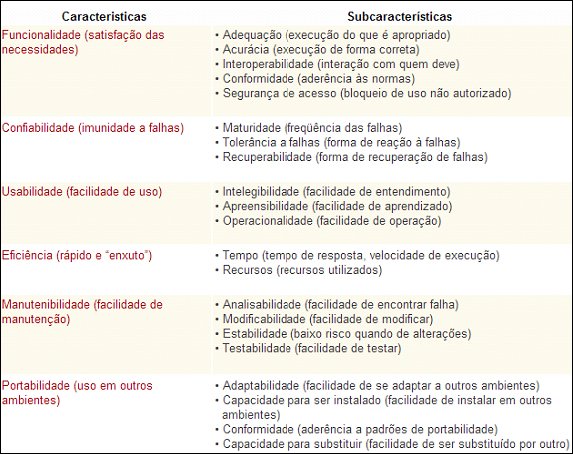 Características Subcaracterísticas
Funcionalidade (satisfação das
necessidades)
• Adequação (execução do que é apropriado)
• Acurácia (execução de forma correta)
• Interoperabilidade (interação com quem deve)
• Conformidade (aderência às normas)
• Segurança de acesso (bloqueio de uso não autorizado)
Confiabilidade (imunidade a falhas)
• Maturidade (freqüência das falhas)
• Tolerância a falhas (forma de reação à falhas)
• Recuperabilidade (forma de recuperação de falhas)
Usabilidade (facilidade de uso)
• Intelegibilidade (facilidade de entendimento)
• Apreensibilidade (facilidade de aprendizado)
• Operacionalidade (facilidade de operação)
Eficiência (rápido e “enxuto”)
• Tempo (tempo de resposta, velocidade de execução)
• Recursos (recursos utilizados)
Manutenibilidade (facilidade de
manutenção)
• Analisabilidade (facilidade de encontrar falha)
• Modificabilidade (facilidade de modificar)
• Estabilidade (baixo risco quando de alterações)
• Testabilidade (facilidade de testar)
Portabilidade (uso em outros
ambientes)
• Adaptabilidade (facilidade de se adaptar a outros ambientes)
• Capacidade para ser instalado (facilidade de instalar em outros
ambientes)
• Conformidade (aderência a padrões de portabilidade)
• Capacidade para substituir (facilidade de ser substituído por outro)